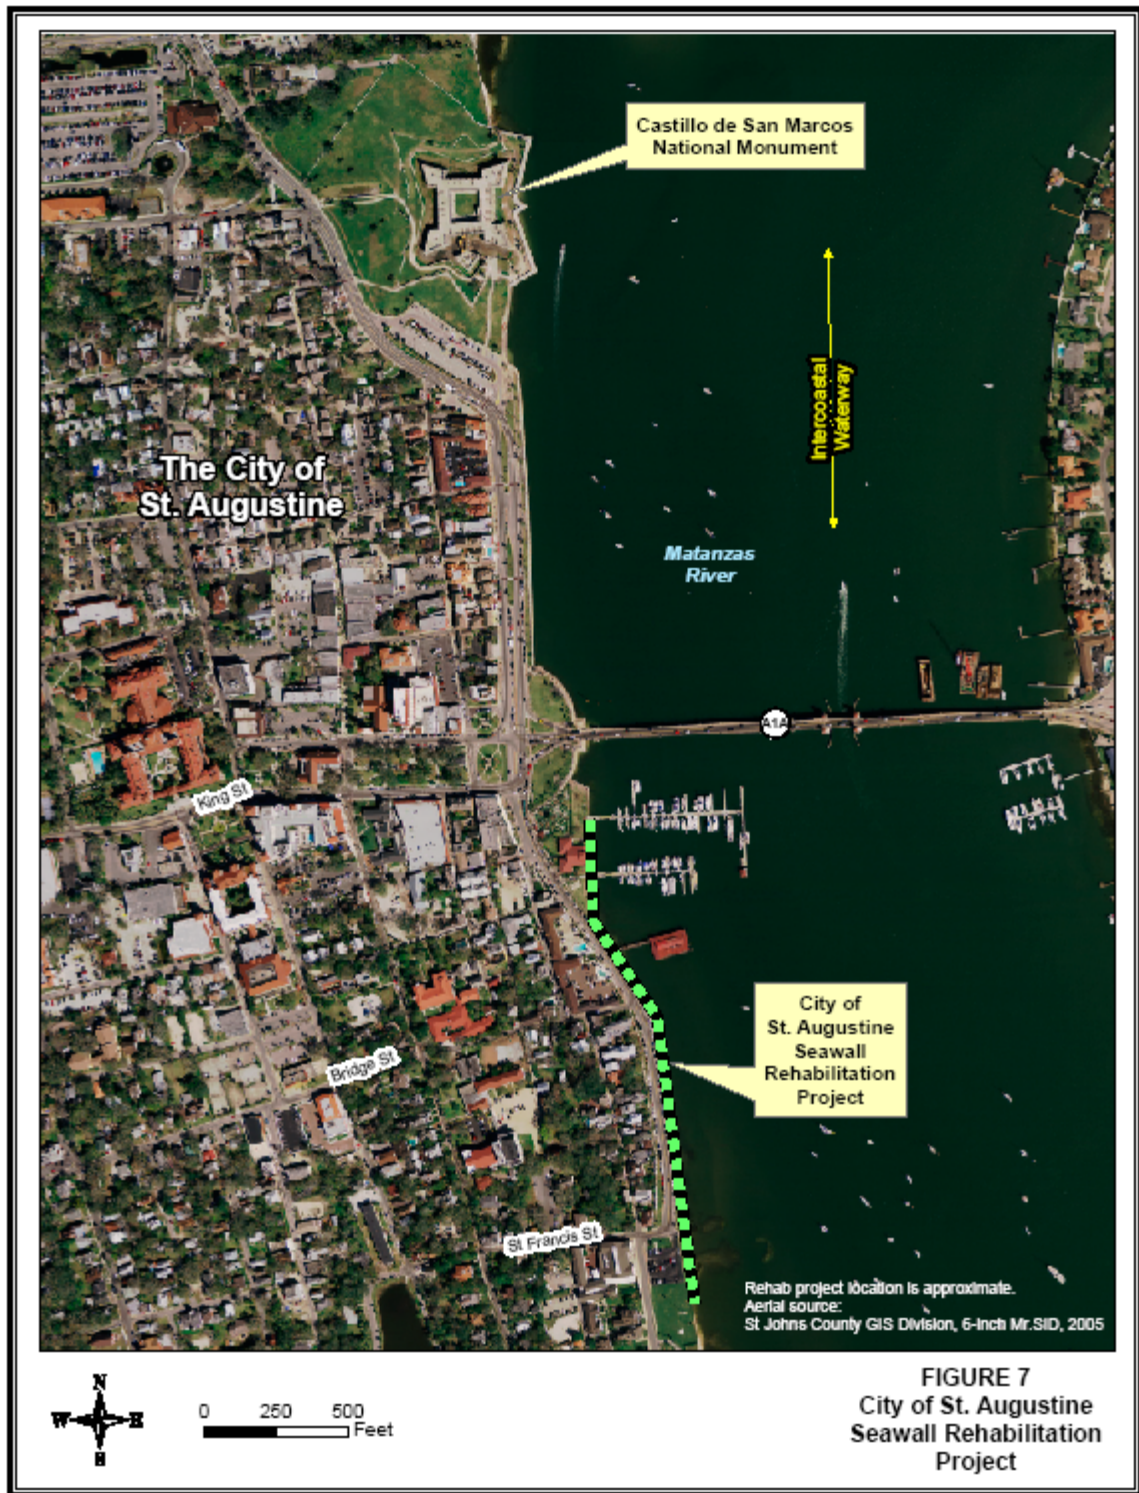 Castillo de San Marcos
National Monument
Intercoastal
Waterway
The City of
St. Augustine
Matanzas
River
A1A
King St
City of
St. Augustine
Seawall
Rehabilitation
Project
Bridge St
St Francis St
Rehab project location is approximate.
Aerial source:
St Johns County GIS Division, 6-Inch Mr.SID, 2005
N
W E
S
0 250 500
Feet
FIGURE 7
City of St. Augustine
Seawall Rehabilitation
Project